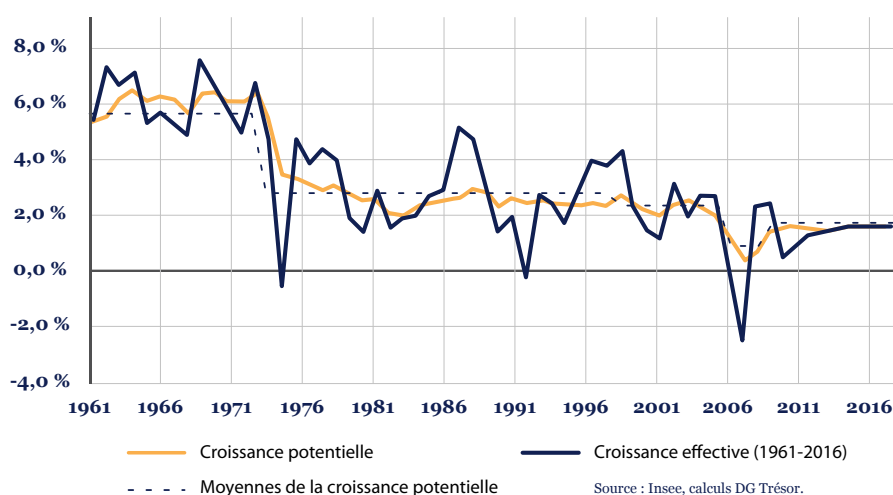 8,0 %
6,0 %
4,0 %
2,0 %
0,0 %
-2,0 %
-4,0 %
1961 1966 1971 1976 1981 1986 1991 1996 2001 2006 2011 2016
Croissance potentielle Croissance effective (1961-2016)
Moyennes de la croissance potentielle Source : Insee, calculs DG Trésor.